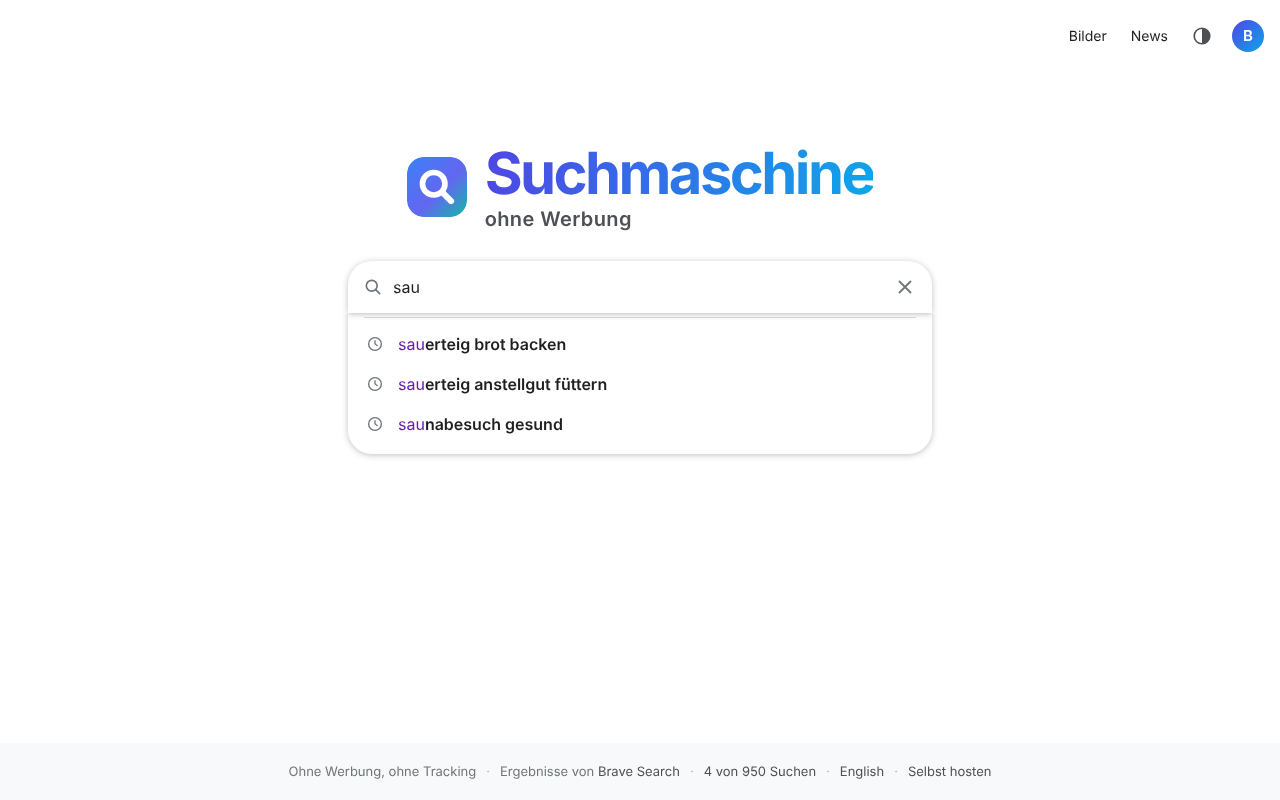 Bilder News B
Suchmaschine
ohne Werbung
sau
sauerteig brot backen
sauerteig anstellgut füttern
saunabesuch gesund
Ohne Werbung, ohne Tracking · Ergebnisse von Brave Search · 4 von 950 Suchen · English · Selbst hosten